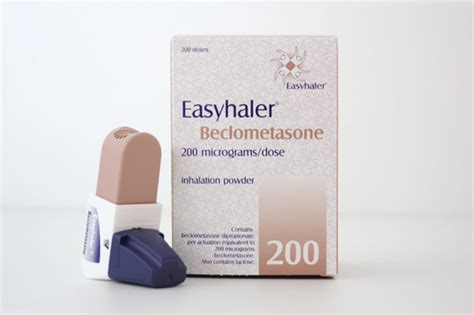 200 doses
Easyhaler
Easyhaler®
Beclometasone
200 micrograms/dose
inhalation powder
Contains
Beclometasone dipropionate,
per actuation equivalent to
200 micrograms
beclometasone.
Also contains lactose.
200